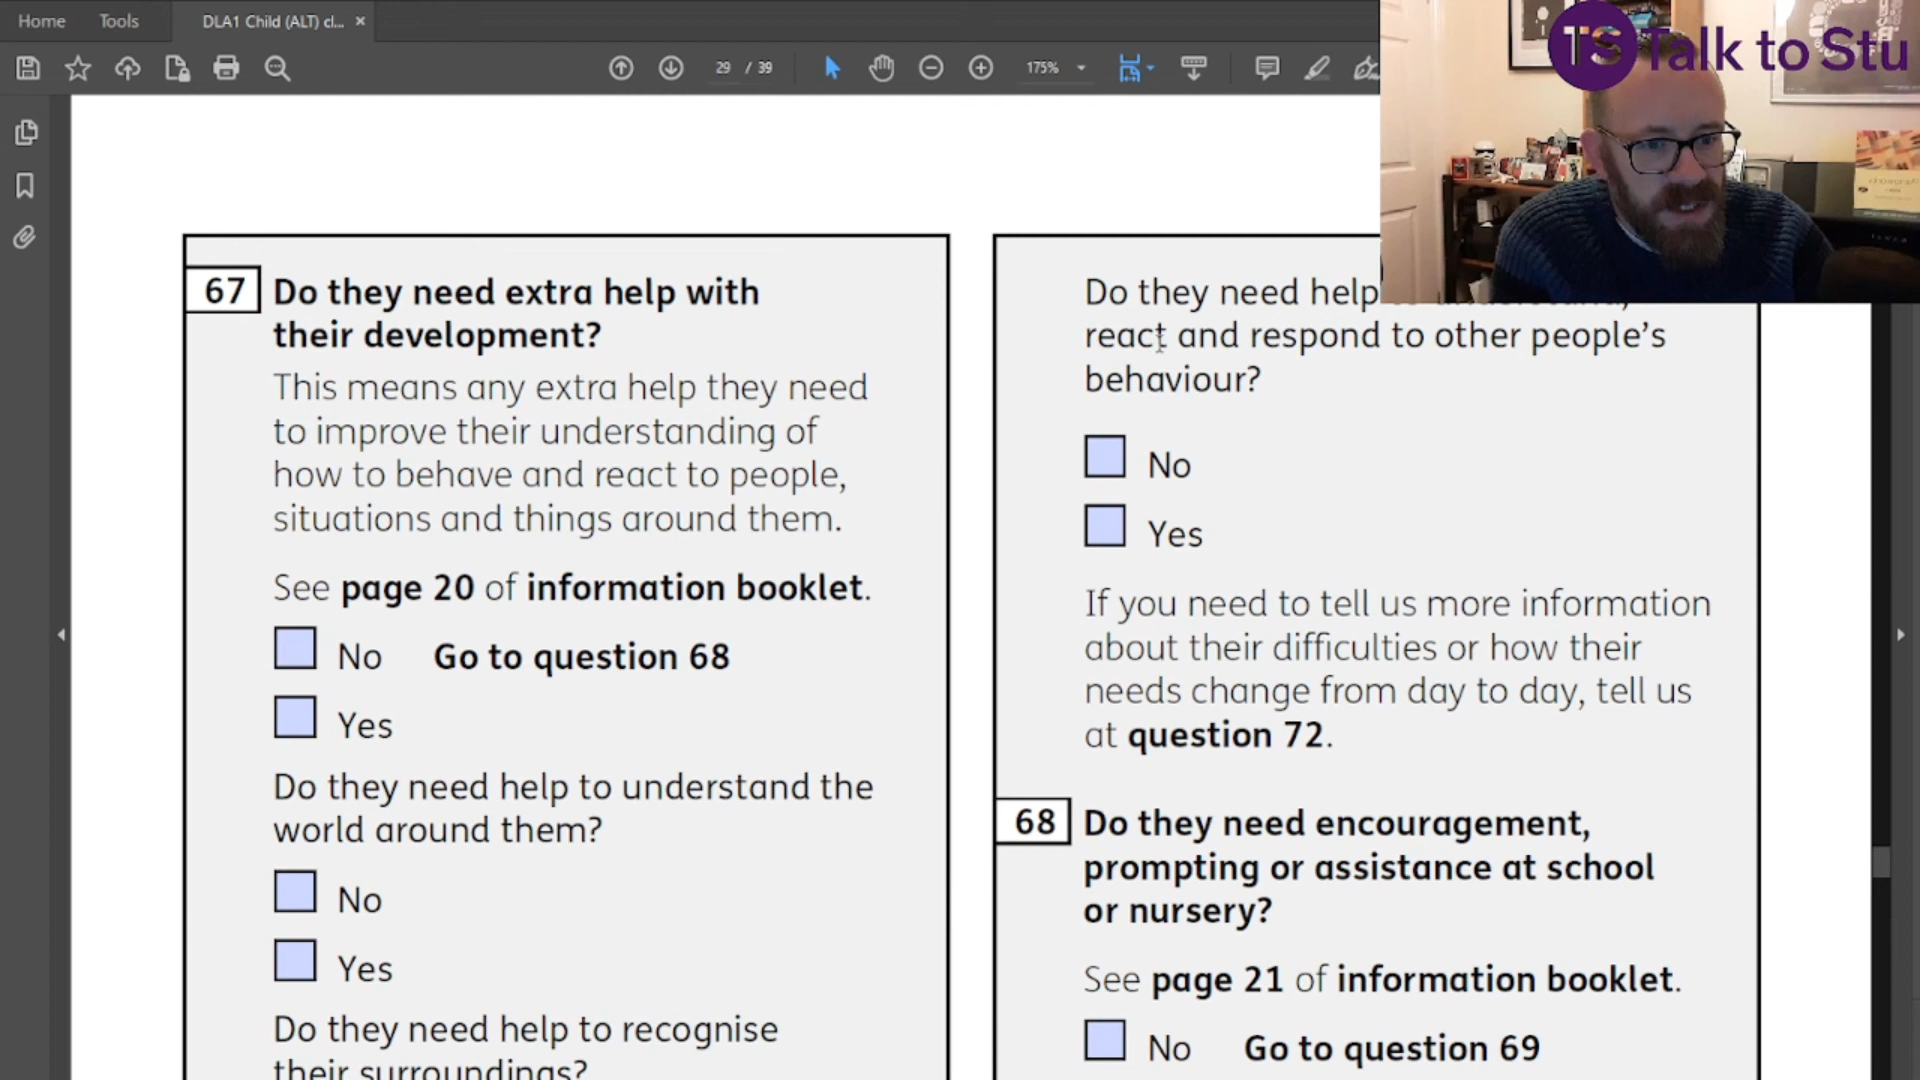 Home
Tools
DLA1 Child (ALT) cl...
29 / 39
175%
TS Talk to Stu
67
Do they need extra help with
their development?
This means any extra help they need
to improve their understanding of
how to behave and react to people,
situations and things around them.
See page 20 of information booklet.
No Go to question 68
Yes
Do they need help to understand the
world around them?
No
Yes
Do they need help to recognise
their surroundings?
Do they need help
react and respond to other people's
behaviour?
No
Yes
If you need to tell us more information
about their difficulties or how their
needs change from day to day, tell us
at question 72.
68
Do they need encouragement,
prompting or assistance at school
or nursery?
See page 21 of information booklet.
No Go to question 69